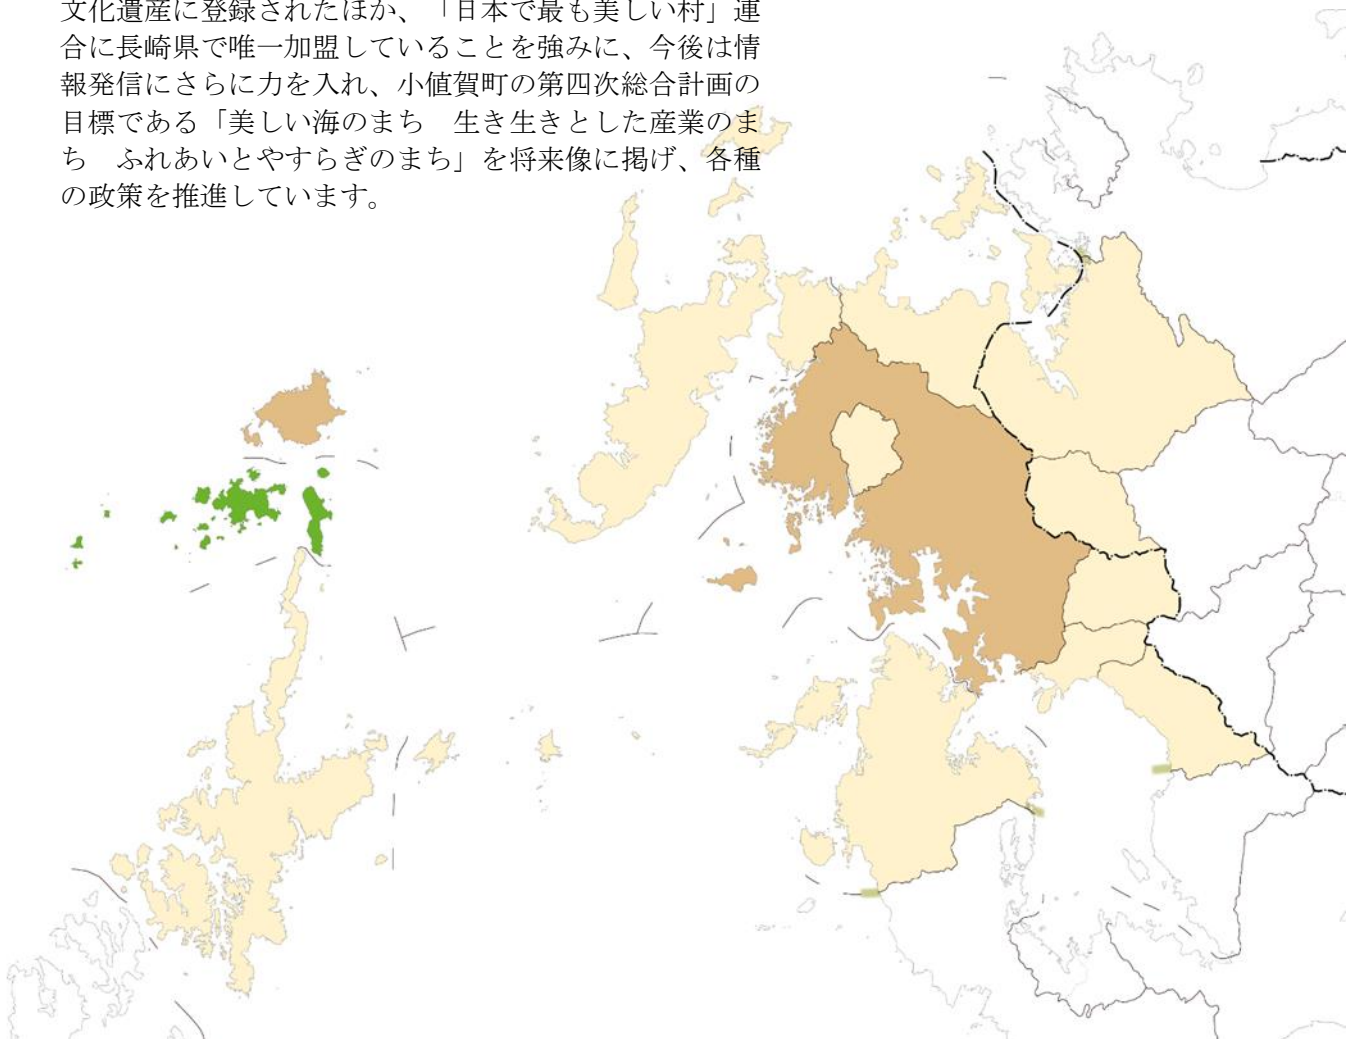 文化遺産に登録されたほか、「日本で最も美しい村」連
合に長崎県で唯一加盟していることを強みに、今後は情
報発信にさらに力を入れ、小値賀町の第四次総合計画の
目標である「美しい海のまち　生き生きとした産業のま
ち　ふれあいとやすらぎのまち」を将来像に掲げ、各種
の政策を推進しています。